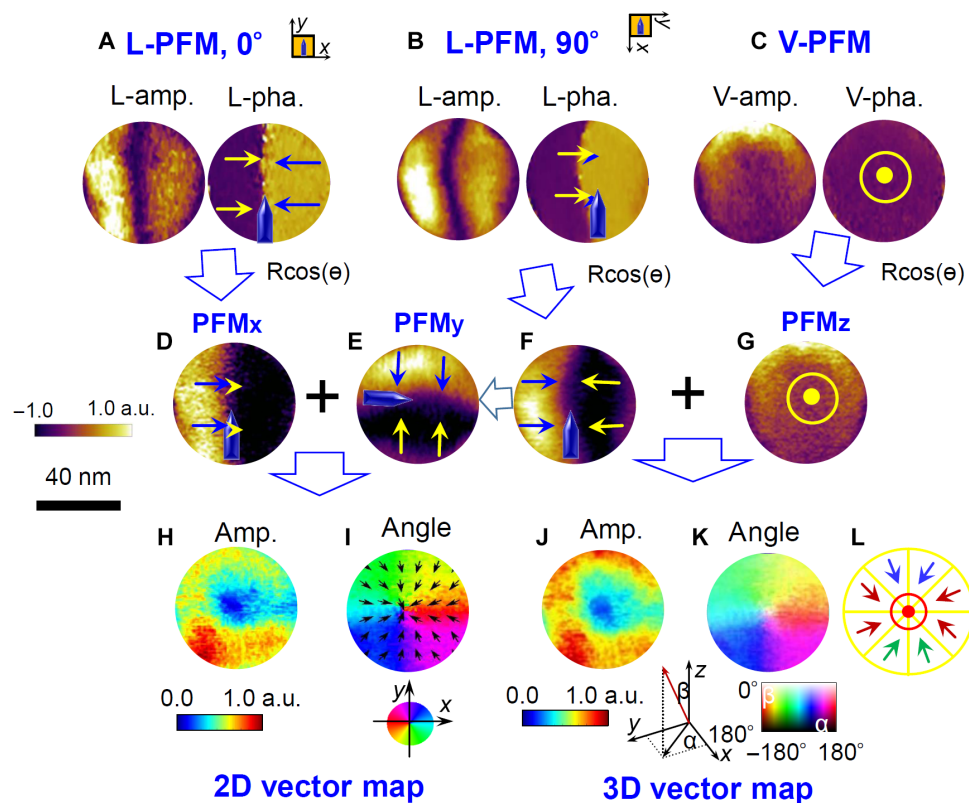 A L-PFM, 0° y x
B L-PFM, 90° y x
C V-PFM
L-amp. L-pha.
L-amp. L-pha.
V-amp. V-pha.
Rcos(ɵ)
Rcos(ɵ)
Rcos(ɵ)
D PFMx
E PFMy
F
G PFMz
−1.0 1.0 a.u.
40 nm
H Amp.
I Angle
J Amp.
K Angle
L
0.0 1.0 a.u.
y x
0.0 1.0 a.u.
z β y α x
0° β α 180°
−180° 180°
2D vector map
3D vector map